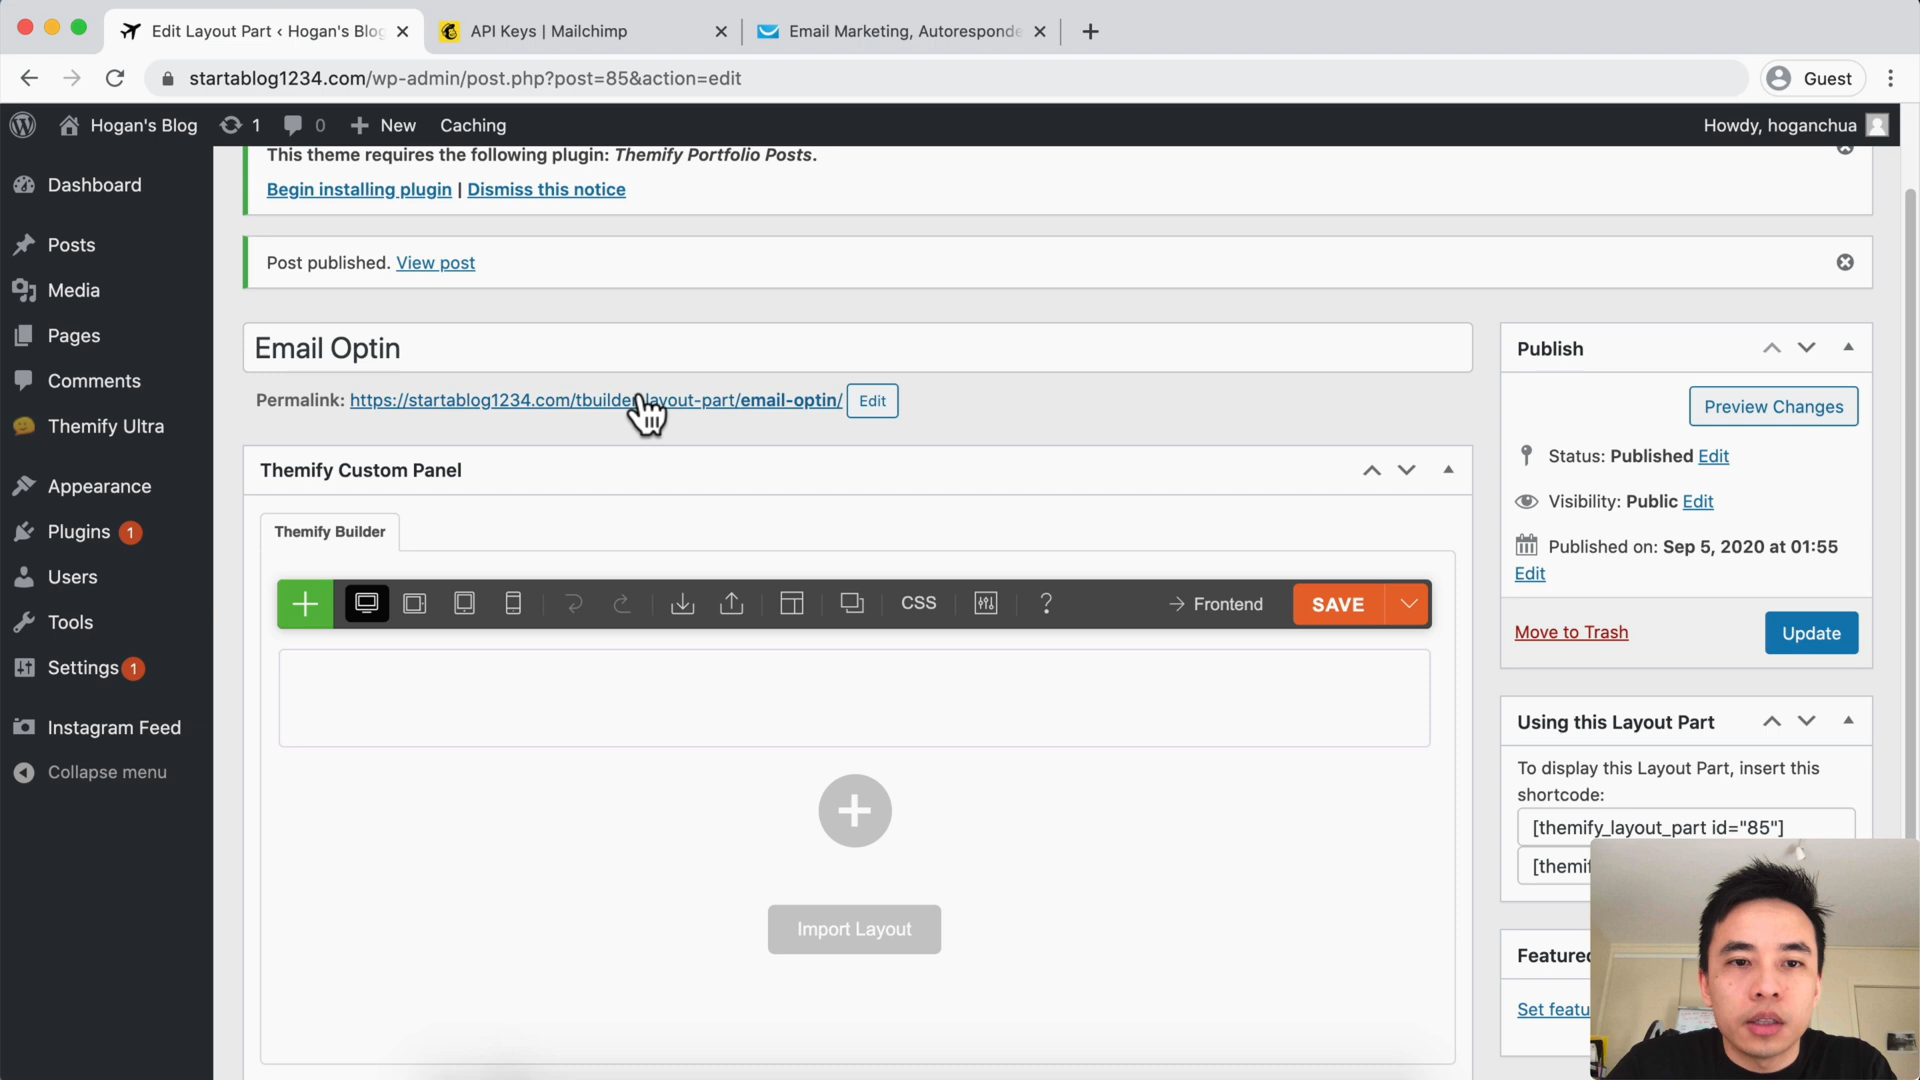 Edit Layout Part ‹ Hogan's Blog
API Keys | Mailchimp
Email Marketing, Autoresponde
startablog1234.com/wp-admin/post.php?post=85&action=edit
Guest
Hogan's Blog
1
0
New
Caching
Howdy, hoganchua
Dashboard
Posts
Media
Pages
Comments
Themify Ultra
Appearance
Plugins 1
Users
Tools
Settings 1
Instagram Feed
Collapse menu
This theme requires the following plugin: Themify Portfolio Posts.
Begin installing plugin | Dismiss this notice
Post published. View post
Email Optin
Permalink: https://startablog1234.com/tbuilder-layout-part/email-optin/ Edit
Themify Custom Panel
Themify Builder
CSS
?
Frontend
SAVE
Import Layout
Publish
Preview Changes
Status: Published Edit
Visibility: Public Edit
Published on: Sep 5, 2020 at 01:55
Edit
Move to Trash
Update
Using this Layout Part
To display this Layout Part, insert this
shortcode:
[themify_layout_part id="85"]